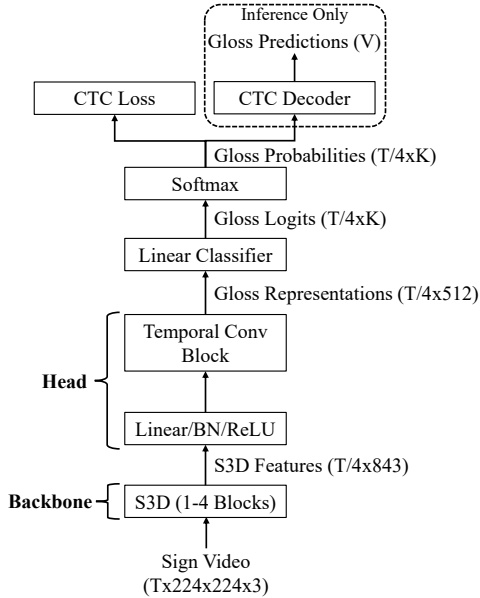 Inference Only
Gloss Predictions (V)
CTC Loss
CTC Decoder
Gloss Probabilities (T/4xK)
Softmax
Gloss Logits (T/4xK)
Linear Classifier
Gloss Representations (T/4x512)
Temporal Conv
Block
Head
Linear/BN/ReLU
S3D Features (T/4x843)
Backbone
S3D (1-4 Blocks)
Sign Video
(Tx224x224x3)